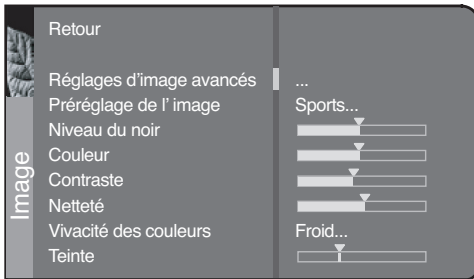 Retour
Réglages d'image avancés ...
Préréglage de l' image Sports...
Niveau du noir
Couleur
Contraste
Netteté
Vivacité des couleurs Froid...
Teinte
Image